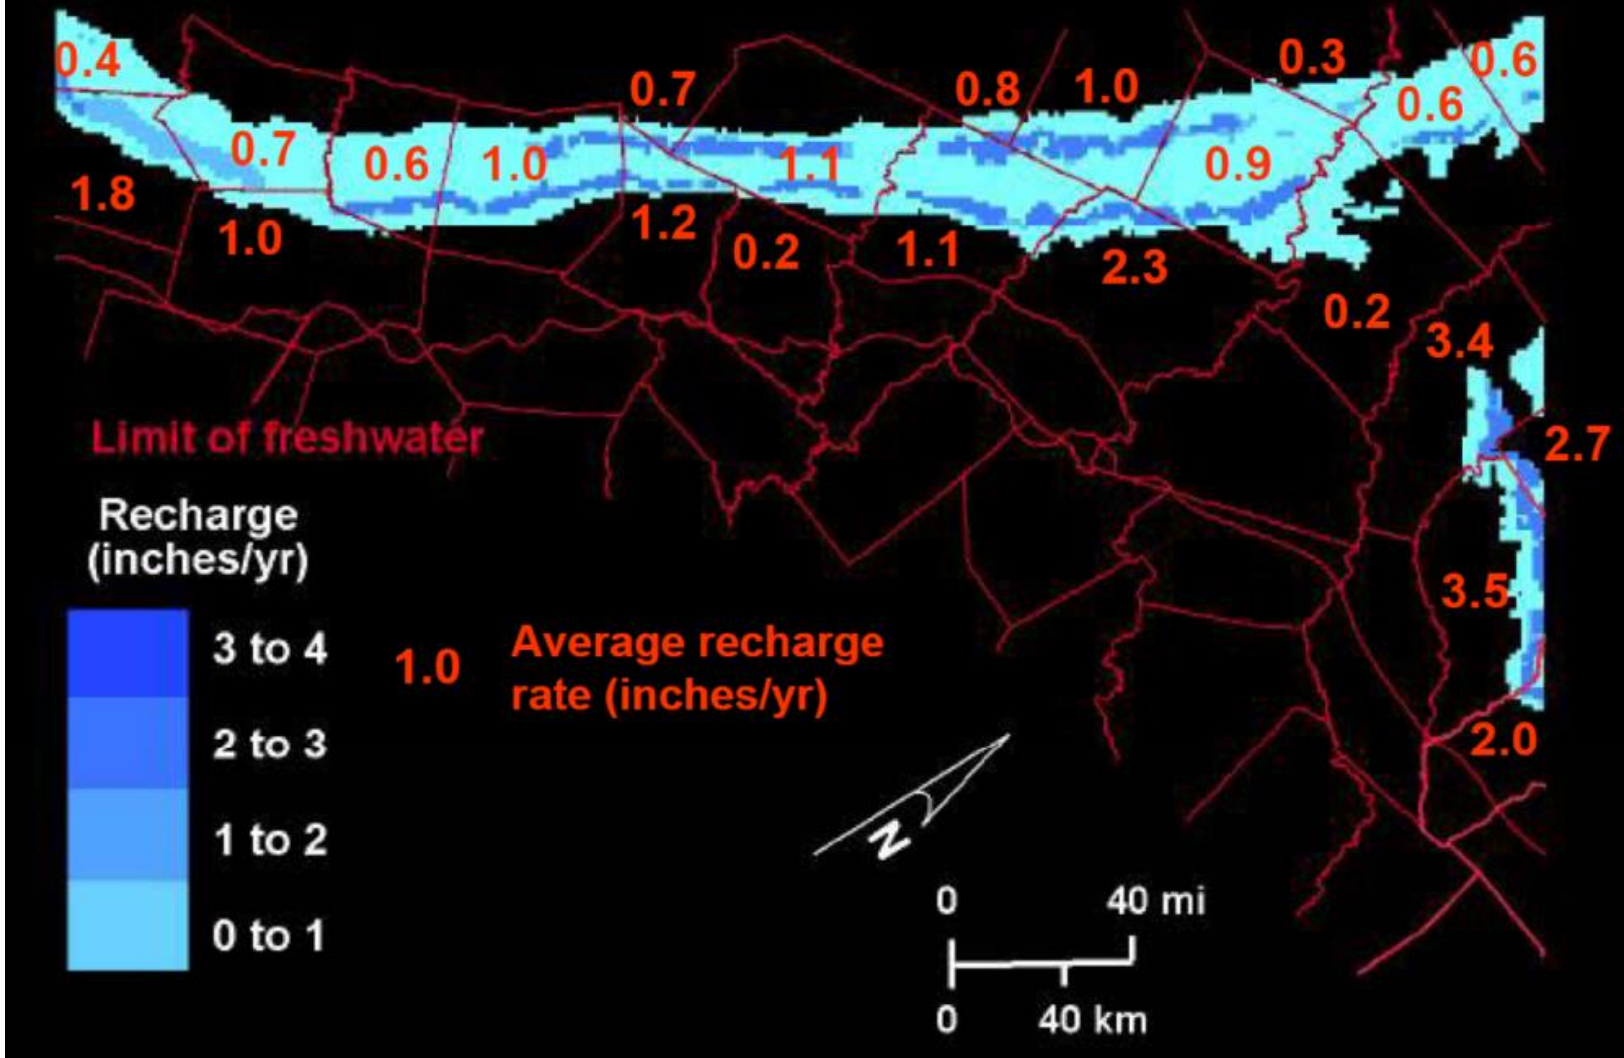 0.4
0.7
0.8
1.0
0.3
0.6
0.6
0.7
0.6
1.0
1.1
0.9
1.8
1.0
1.2
0.2
1.1
2.3
0.2
3.4
2.7
3.5
2.0
Limit of freshwater
Recharge
(inches/yr)
3 to 4
2 to 3
1 to 2
0 to 1
1.0
Average recharge
rate (inches/yr)
N
0 40 mi
0 40 km